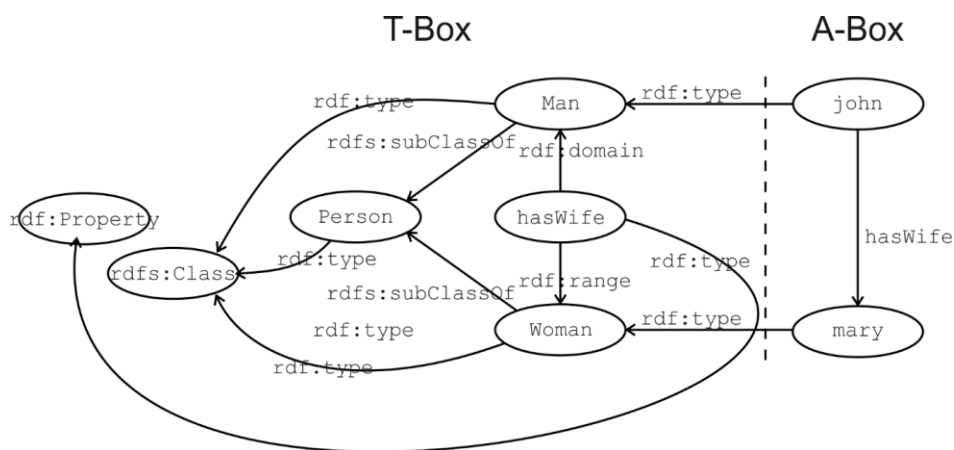 T-Box
A-Box
rdf:type
Man
rdf:type
john
rdfs:subClassOf
rdf:domain
rdf:Property
Person
hasWife
hasWife
rdfs:Class
rdf:type
rdf:type
rdf:range
rdfs:subClassOf
rdf:type
Woman
rdf:type
mary
rdf:type